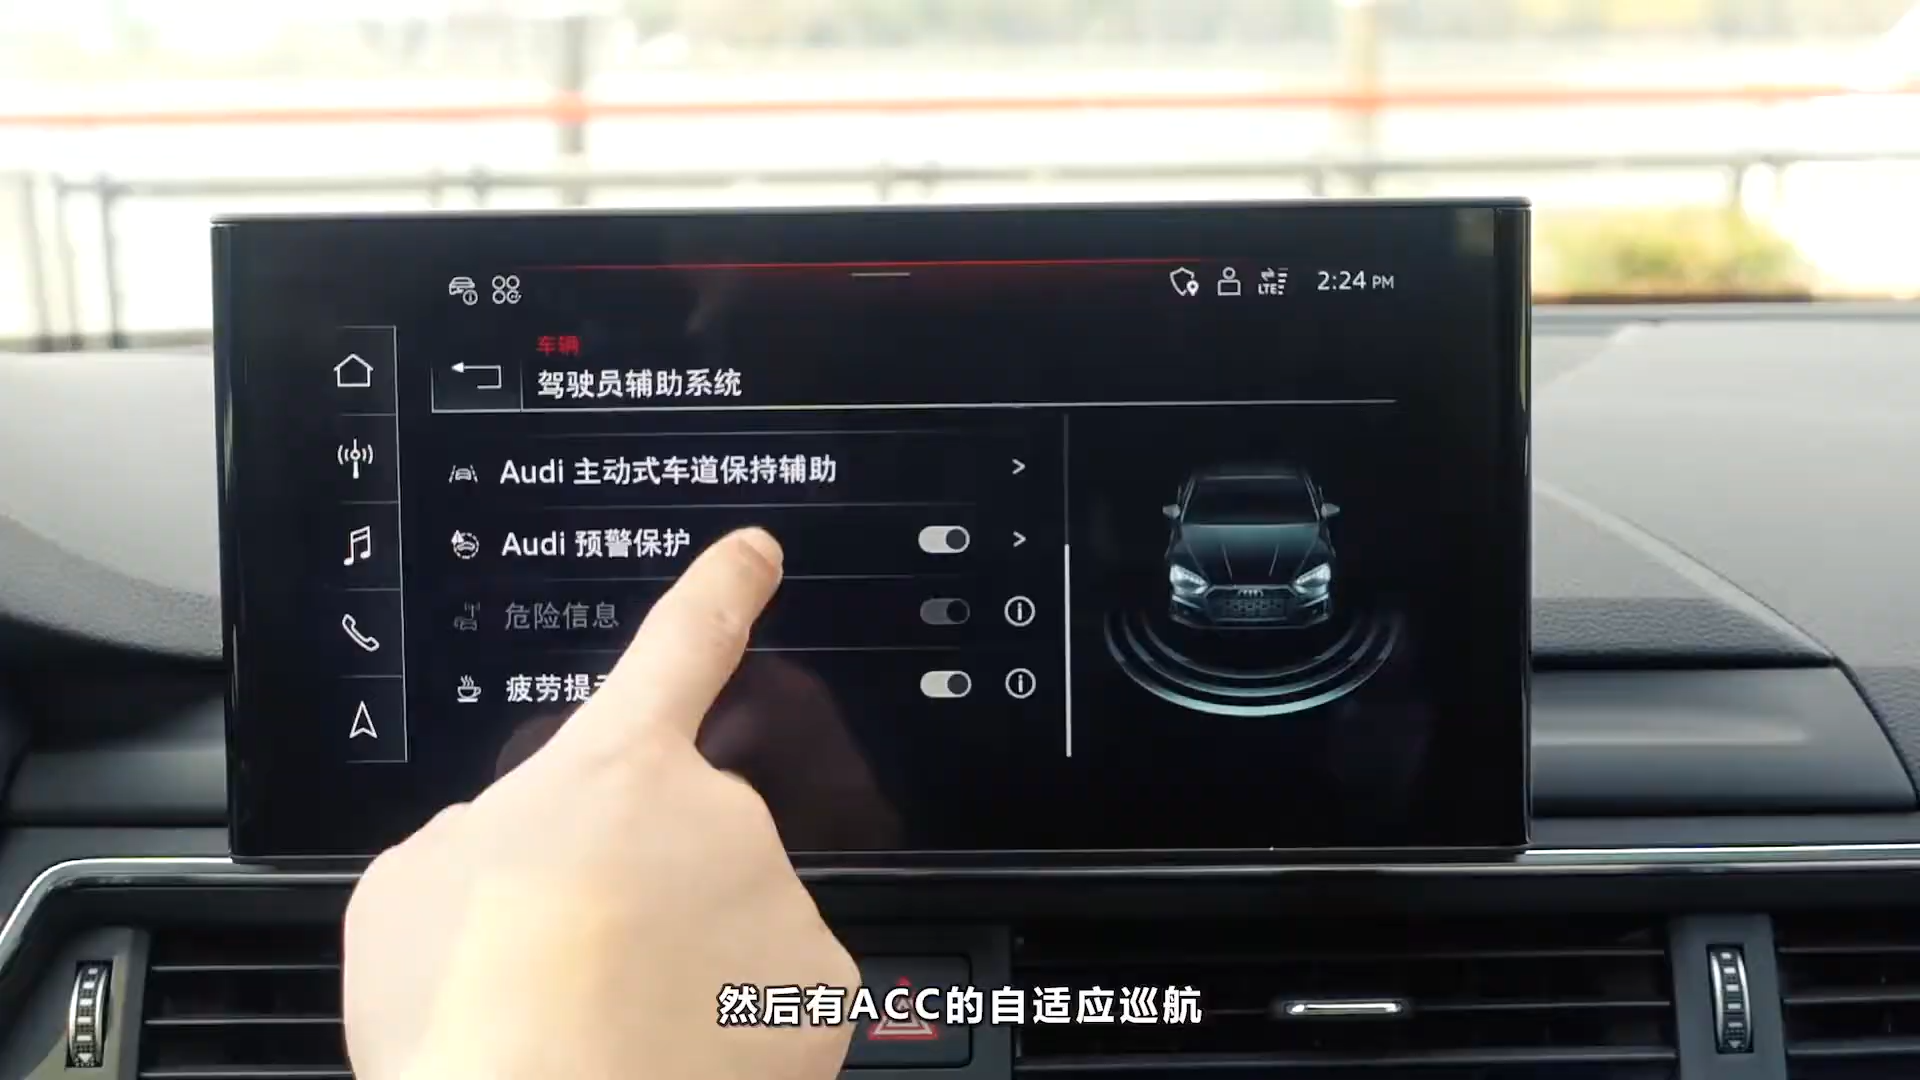 LTE 2:24 PM
车辆
驾驶员辅助系统
Audi 主动式车道保持辅助
Audi 预警保护
危险信息
疲劳提示
然后有ACC的自适应巡航